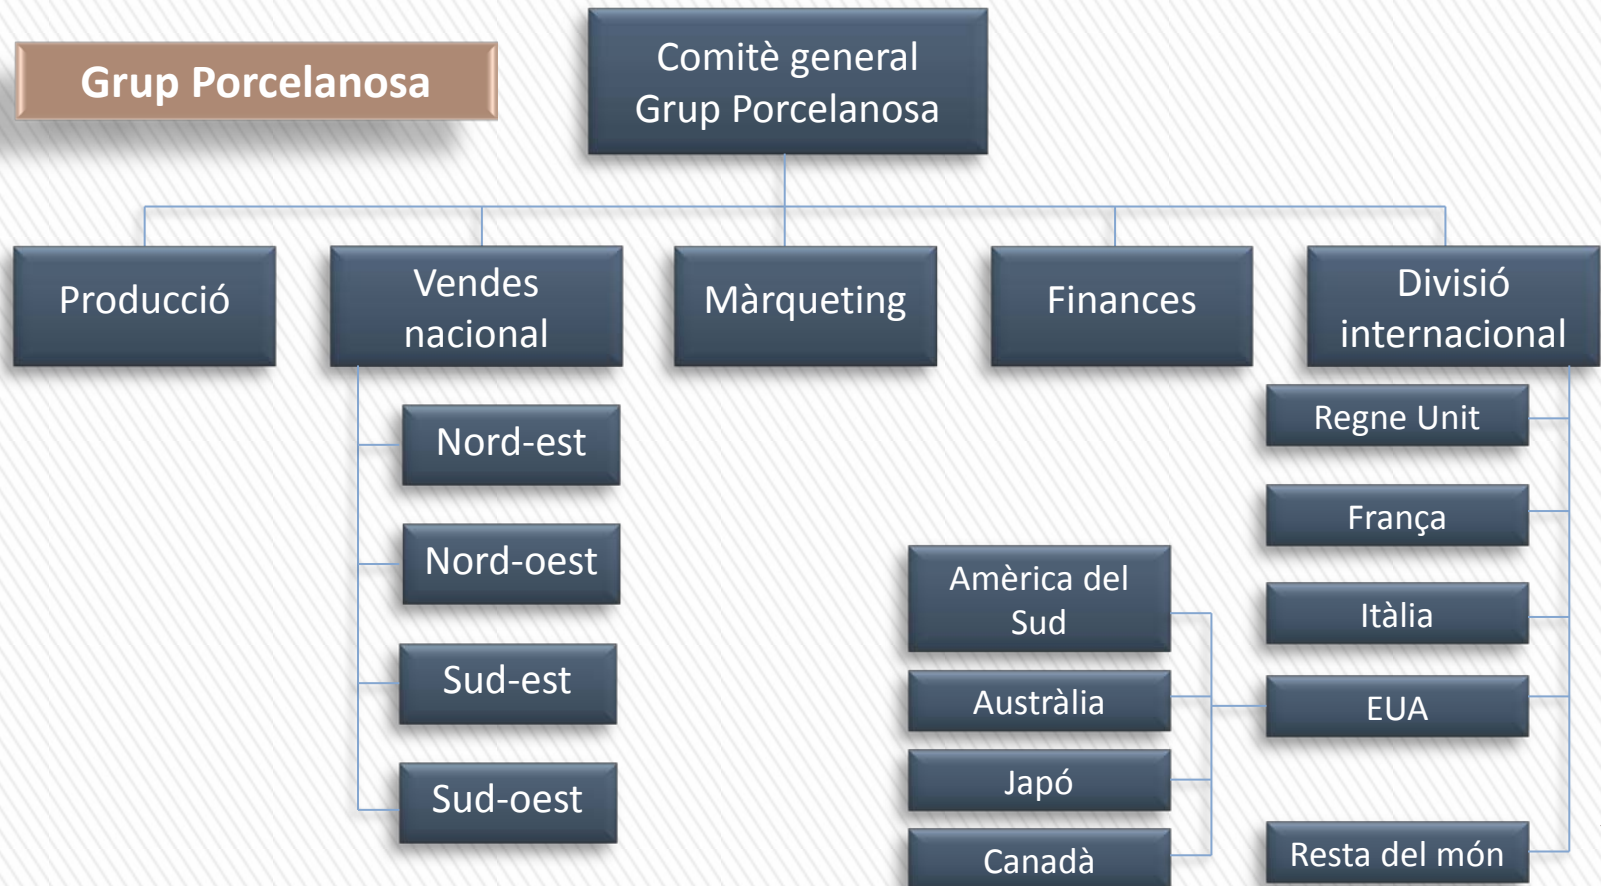 Grup Porcelanosa
Comitè general
Grup Porcelanosa
Producció
Vendes
nacional
Màrqueting
Finances
Divisió
internacional
Nord-est
Nord-oest
Sud-est
Sud-oest
Regne Unit
França
Itàlia
EUA
Resta del món
Amèrica del
Sud
Austràlia
Japó
Canadà